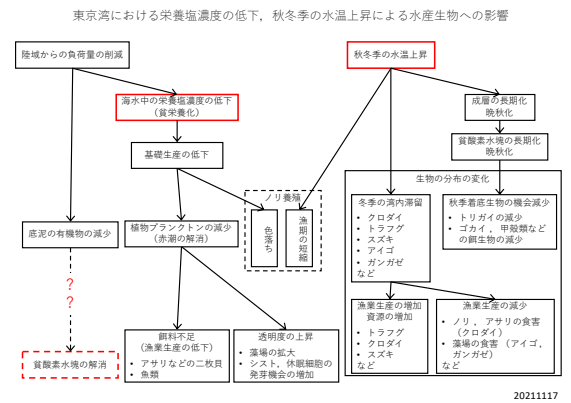 東京湾における栄養塩濃度の低下，秋冬季の水温上昇による水産生物への影響
陸域からの負荷量の削減
秋冬季の水温上昇
海水中の栄養塩濃度の低下
（貧栄養化）
成層の長期化
晩秋化
基礎生産の低下
貧酸素水塊の長期化
晩秋化
生物の分布の変化
ノリ養殖
色落ち
漁期の短縮
冬季の湾内滞留
• クロダイ
• トラフグ
• スズキ
• アイゴ
• ガンガゼ
など
秋季着底生物の機会減少
• トリガイの減少
• ゴカイ，甲殻類など
の餌生物の減少
底泥の有機物の減少
植物プランクトンの減少
（赤潮の解消）
？
？
漁業生産の増加
資源の増加
• トラフグ
• クロダイ
• スズキ
など
漁業生産の減少
• ノリ，アサリの食害
（クロダイ）
• 藻場の食害（アイゴ，
ガンガゼ）
など
貧酸素水塊の解消
餌料不足
（漁業生産の低下）
• アサリなどの二枚貝
• 魚類
透明度の上昇
• 藻場の拡大
• シスト，休眠細胞の
発芽機会の増加
20211117